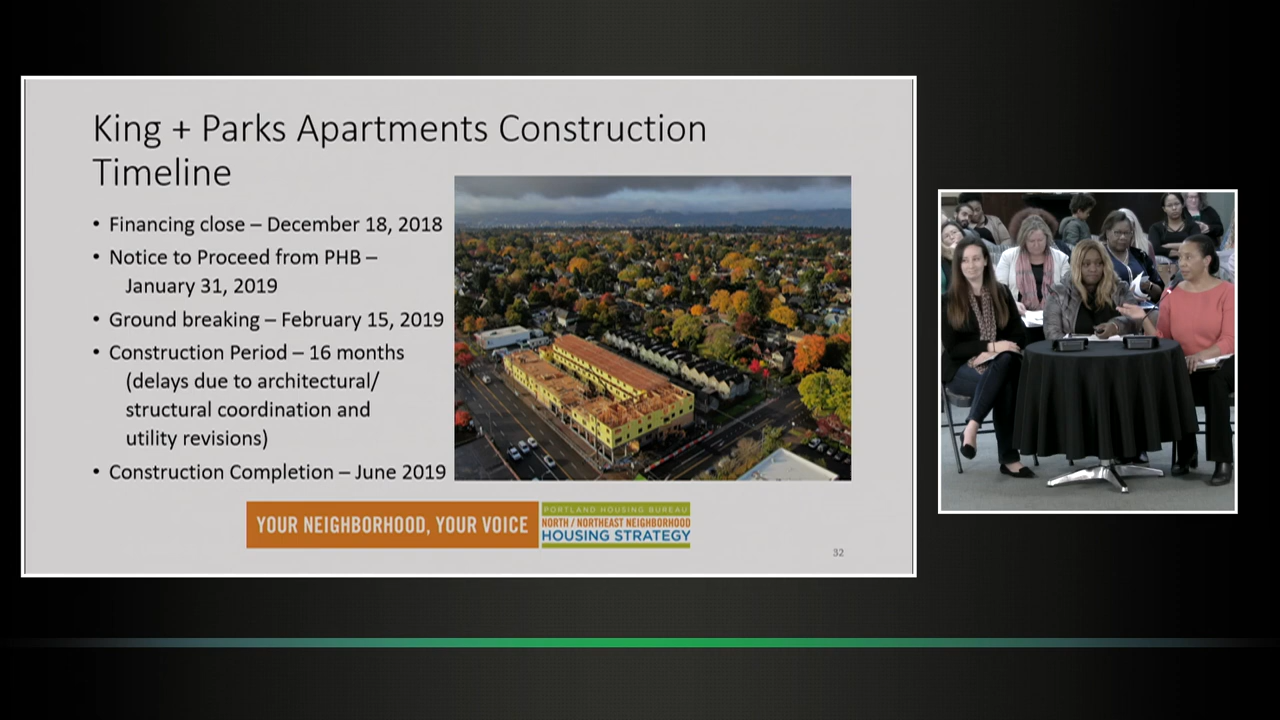 King + Parks Apartments Construction
Timeline
• Financing close – December 18, 2018
• Notice to Proceed from PHB –
January 31, 2019
• Ground breaking – February 15, 2019
• Construction Period – 16 months
(delays due to architectural/
structural coordination and
utility revisions)
• Construction Completion – June 2019
YOUR NEIGHBORHOOD, YOUR VOICE
PORTLAND HOUSING BUREAU
NORTH / NORTHEAST NEIGHBORHOOD
HOUSING STRATEGY
32